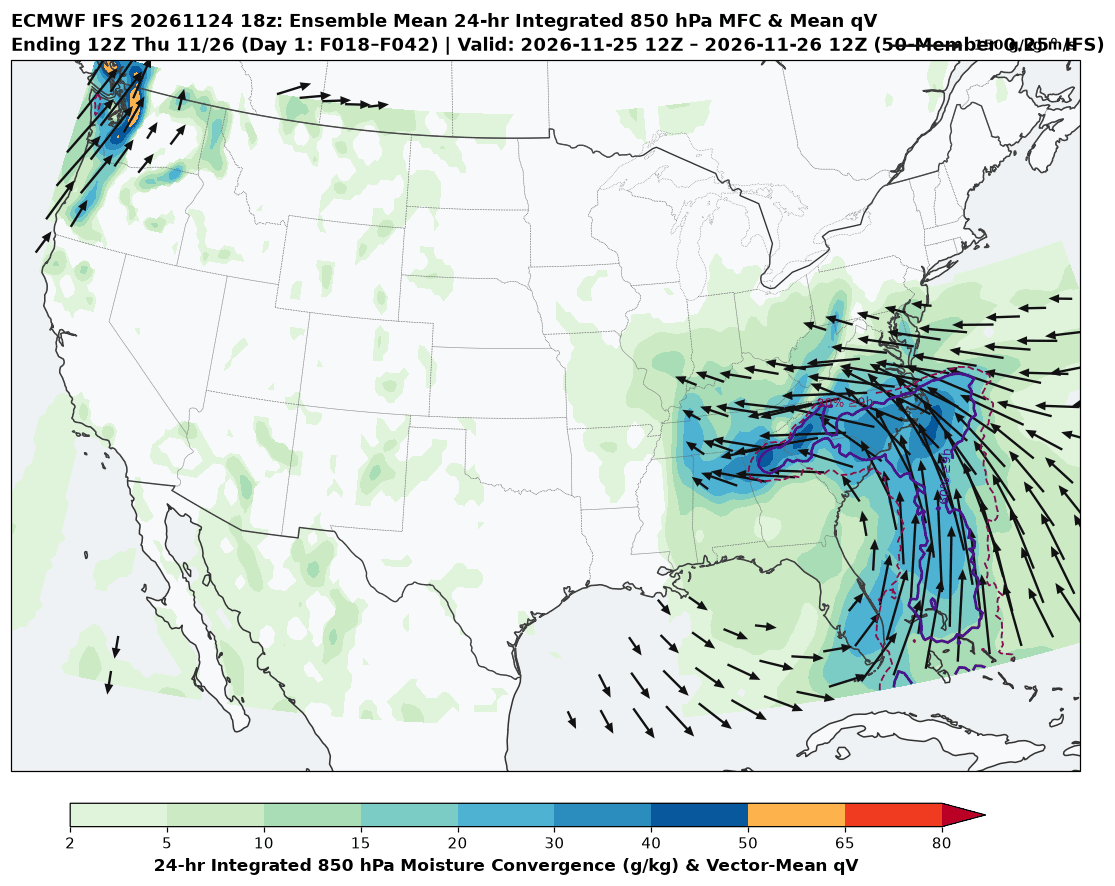 ECMWF IFS 20261124 18z: Ensemble Mean 24-hr Integrated 850 hPa MFC & Mean qV
Ending 12Z Thu 11/26 (Day 1: F018–F042) | Valid: 2026-11-25 12Z – 2026-11-26 12Z (50-Member 0.25° IFS)
2 5 10 15 20 30 40 50 65 80
24-hr Integrated 850 hPa Moisture Convergence (g/kg) & Vector-Mean qV